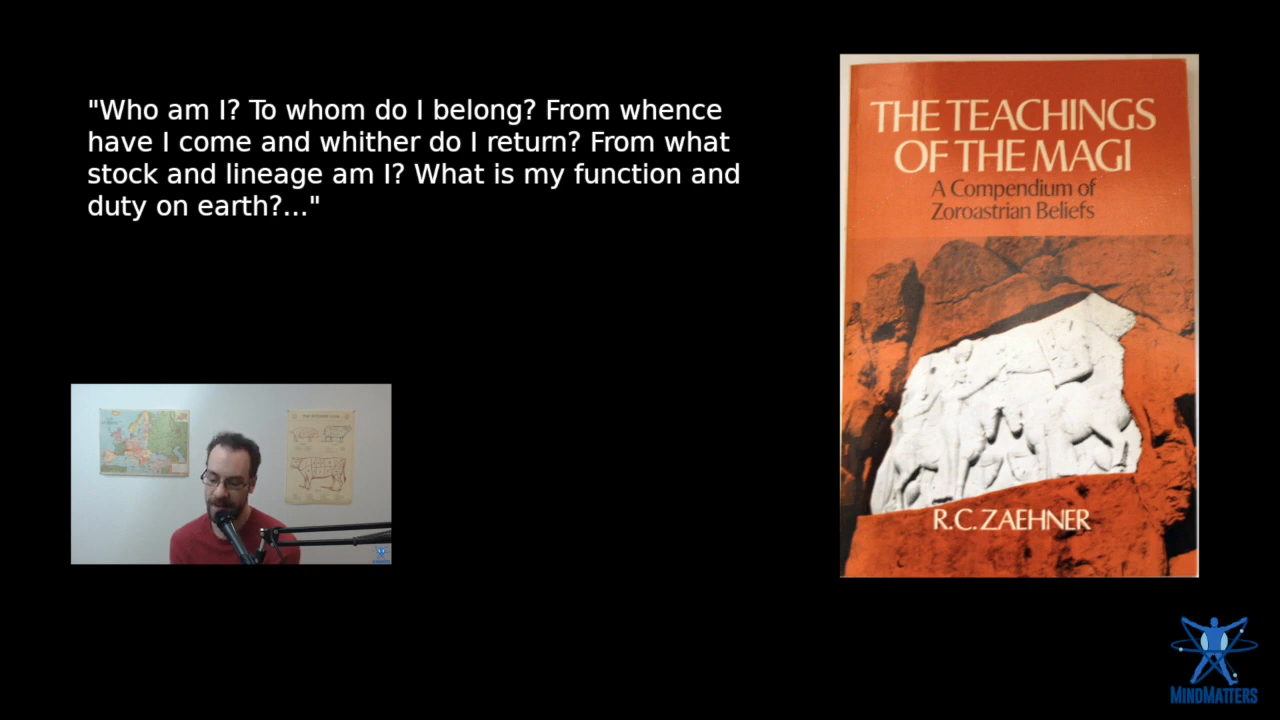 "Who am I? To whom do I belong? From whence
have I come and whither do I return? From what
stock and lineage am I? What is my function and
duty on earth?..."
THE TEACHINGS
OF THE MAGI
A Compendium of
Zoroastrian Beliefs
R.C. ZAEHNER
MINDMATTERS